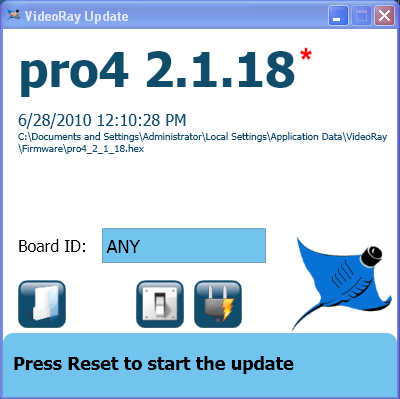 VideoRay Update
pro4 2.1.18*
6/28/2010 12:10:28 PM
C:\Documents and Settings\Administrator\Local Settings\Application Data\VideoRay
\Firmware\pro4_2_1_18.hex
Board ID: ANY
Press Reset to start the update